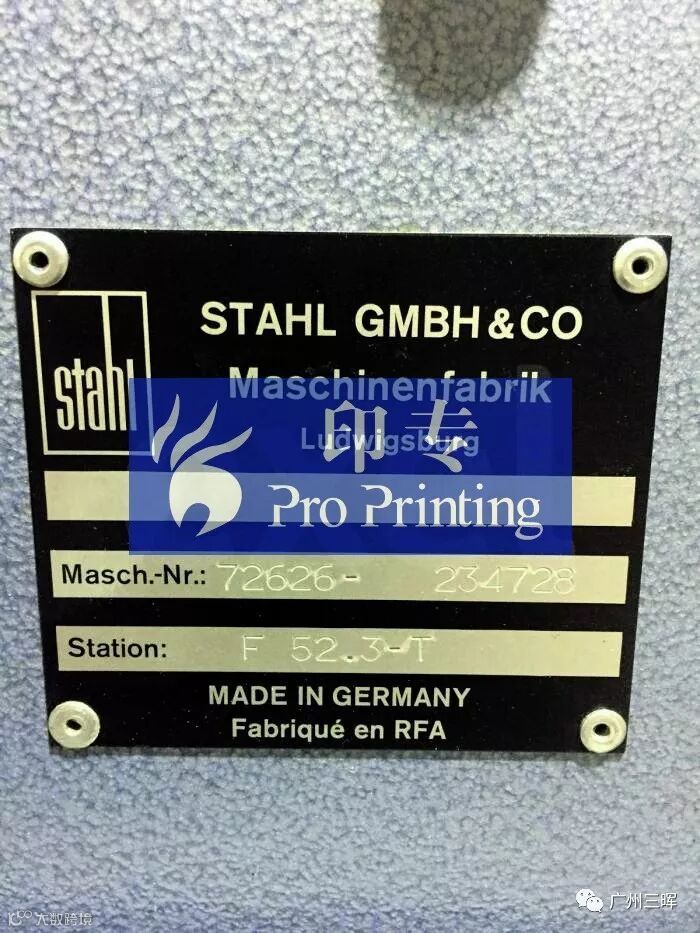 STAHL GMBH & CO
stahl
Maschinenfabrik
Ludwigsburg
印专
Pro Printing
Masch.-Nr.: 72626- 234728
Station: F 52.3-T
MADE IN GERMANY
Fabriqué en RFA
广州三晖
大数跨境